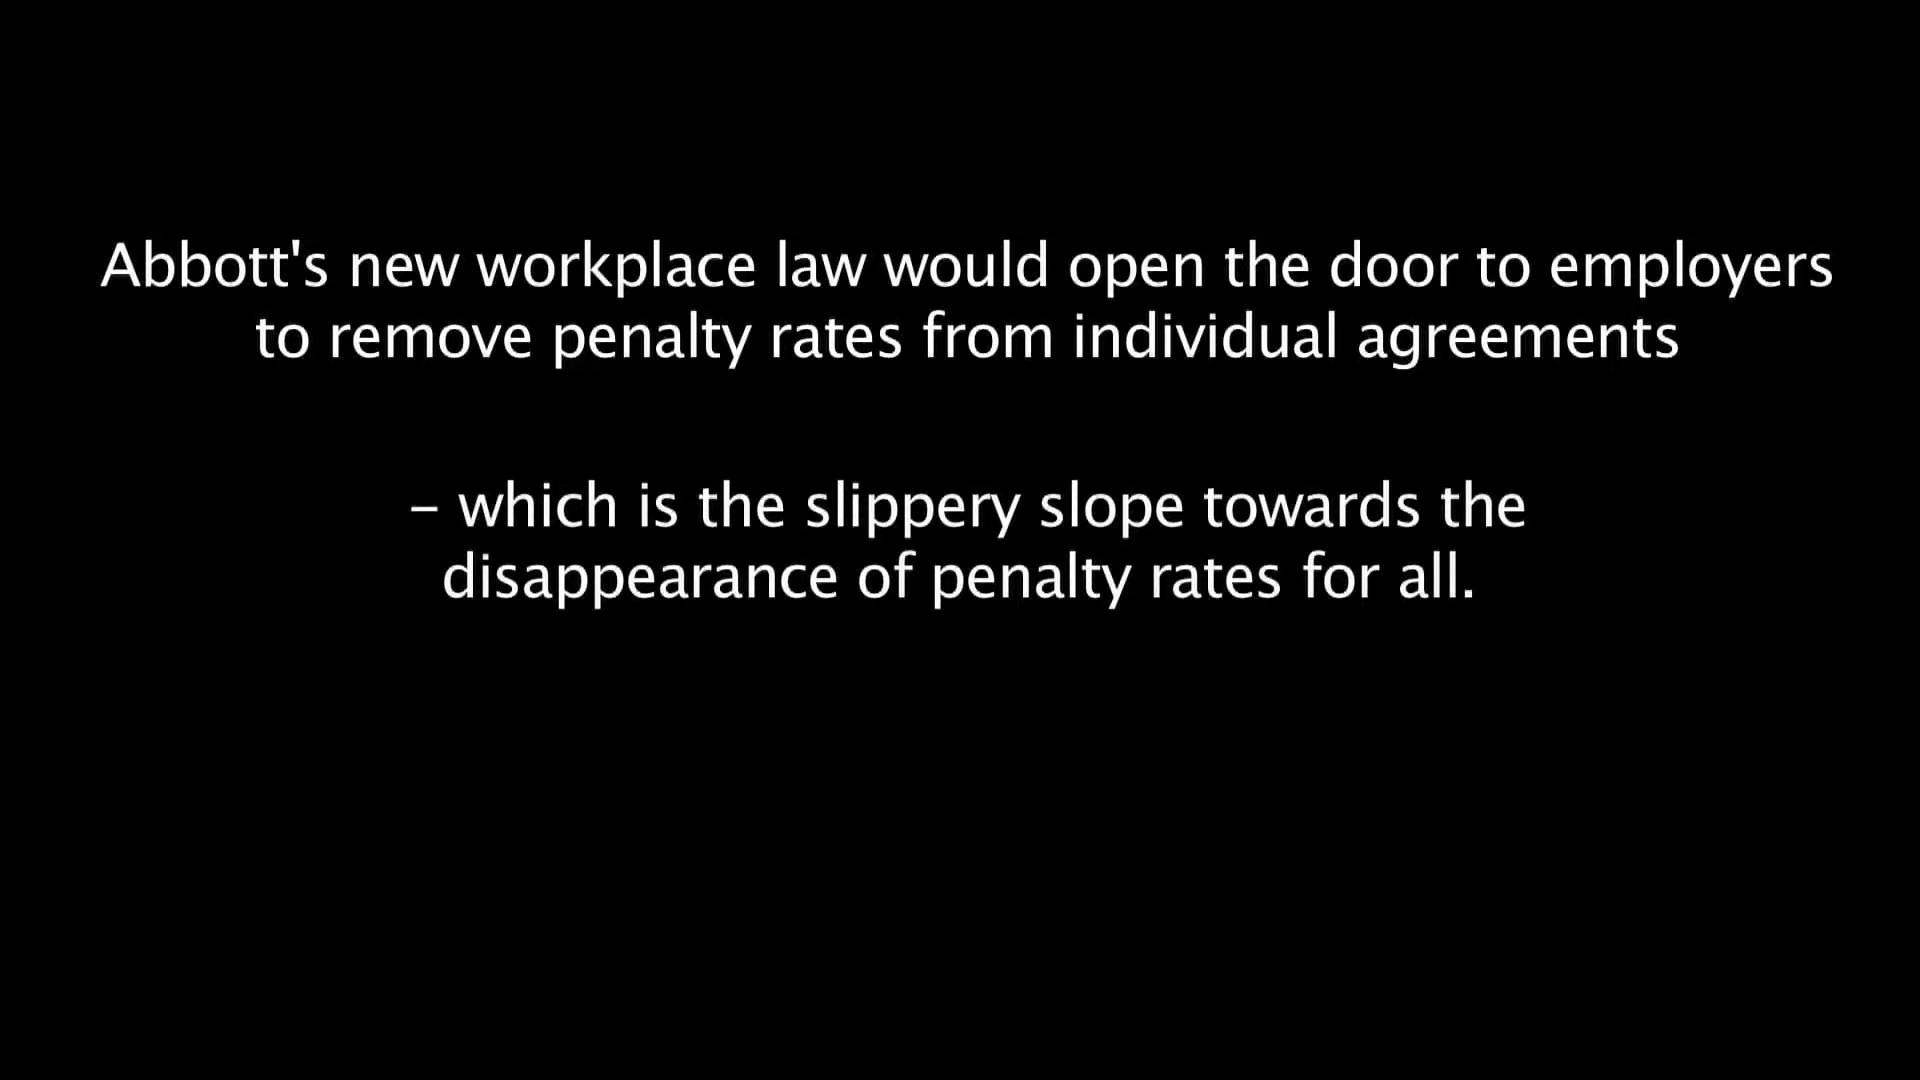 Abbott's new workplace law would open the door to employers
to remove penalty rates from individual agreements
– which is the slippery slope towards the
disappearance of penalty rates for all.